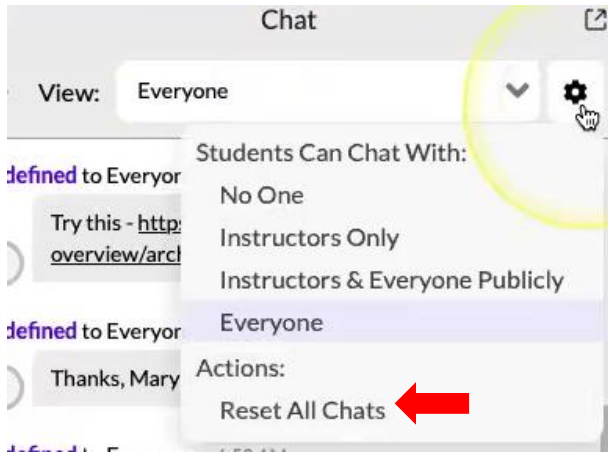 Chat
View: Everyone
defined to Everyon
Students Can Chat With:
No One
Try this - https
Instructors Only
overview/arch
Instructors & Everyone Publicly
defined to Everyon
Everyone
Actions:
Thanks, Mary
Reset All Chats